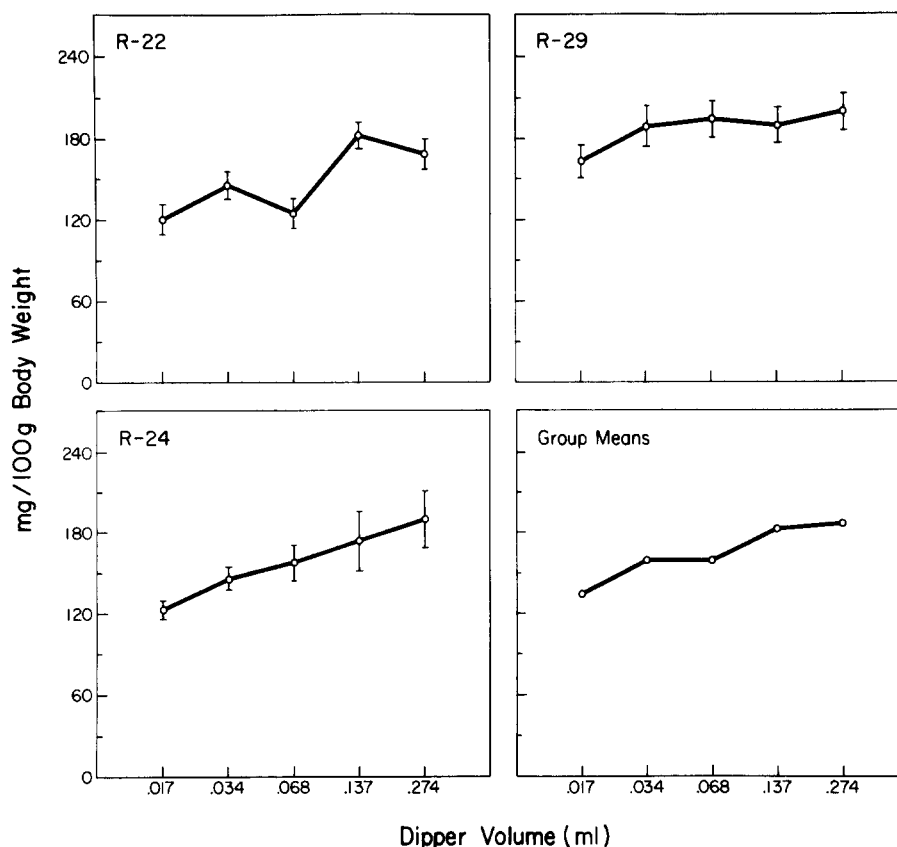 mg/100g Body Weight
R-22
240
180
120
60
0
R-29
R-24
240
180
120
60
0
.017 .034 .068 .137 .274
Group Means
.017 .034 .068 .137 .274
Dipper Volume (ml)